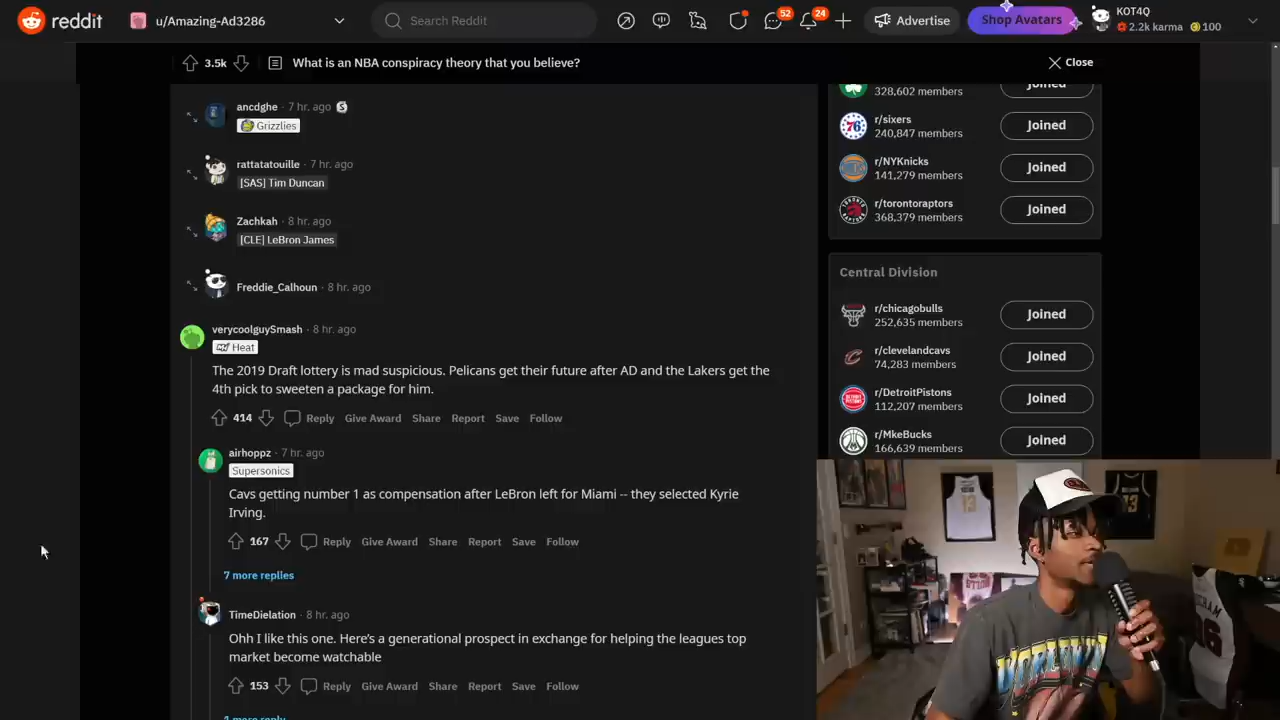 reddit
u/Amazing-Ad3286
Search Reddit
52
24
Advertise
Shop Avatars
KOT4Q
2.2k karma
100
3.5k
What is an NBA conspiracy theory that you believe?
Close
ancdghe · 7 hr. ago
Grizzlies
rattatatouille · 7 hr. ago
[SAS] Tim Duncan
Zachkah · 8 hr. ago
[CLE] LeBron James
Freddie_Calhoun · 8 hr. ago
verycoolguySmash · 8 hr. ago
Heat
The 2019 Draft lottery is mad suspicious. Pelicans get their future after AD and the Lakers get the
4th pick to sweeten a package for him.
414
Reply Give Award Share Report Save Follow
airhoppz · 7 hr. ago
Supersonics
Cavs getting number 1 as compensation after LeBron left for Miami -- they selected Kyrie
Irving.
167
Reply Give Award Share Report Save Follow
7 more replies
TimeDielation · 8 hr. ago
Ohh I like this one. Here's a generational prospect in exchange for helping the leagues top
market become watchable
153
Reply Give Award Share Report Save Follow
1 more reply
328,602 members
Joined
r/sixers
240,847 members
Joined
r/NYKnicks
141,279 members
Joined
r/torontoraptors
368,379 members
Joined
Central Division
r/chicagobulls
252,635 members
Joined
r/clevelandcavs
74,283 members
Joined
r/DetroitPistons
112,207 members
Joined
r/MkeBucks
166,639 members
Joined
13
13